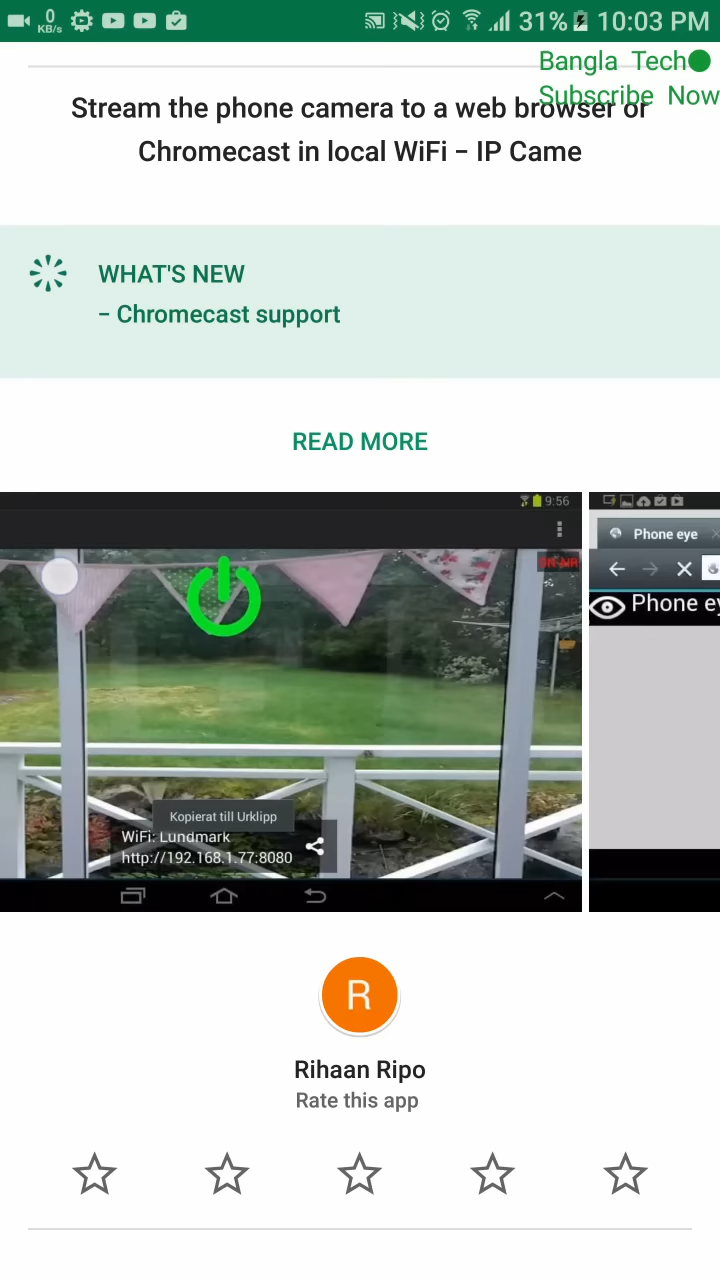 0
KB/s
31%
10:03 PM
Bangla Tech
Subscribe Now
Stream the phone camera to a web browser or
Chromecast in local WiFi – IP Came
WHAT'S NEW
– Chromecast support
READ MORE
9:56
ON AIR
Kopierat till Urklipp
WiFi: Lundmark
http://192.168.1.77:8080
Phone eye
Phone ey
R
Rihaan Ripo
Rate this app